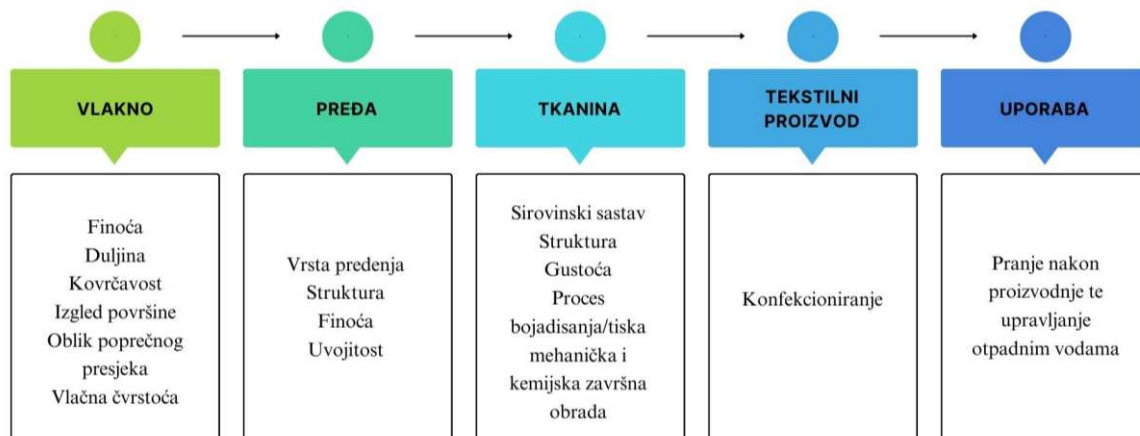 VLAKNO
PREĐA
TKANINA
TEKSTILNI
PROIZVOD
UPORABA
Finoća
Duljina
Kovrčavost
Izgled površine
Oblik poprečnog
presjeka
Vlačna čvrstoća
Vrsta predenja
Struktura
Finoća
Uvojitost
Sirovinski sastav
Struktura
Gustoća
Proces
bojadisanja/tiska
mehanička i
kemijska završna
obrada
Konfekcioniranje
Pranje nakon
proizvodnje te
upravljanje
otpadnim vodama